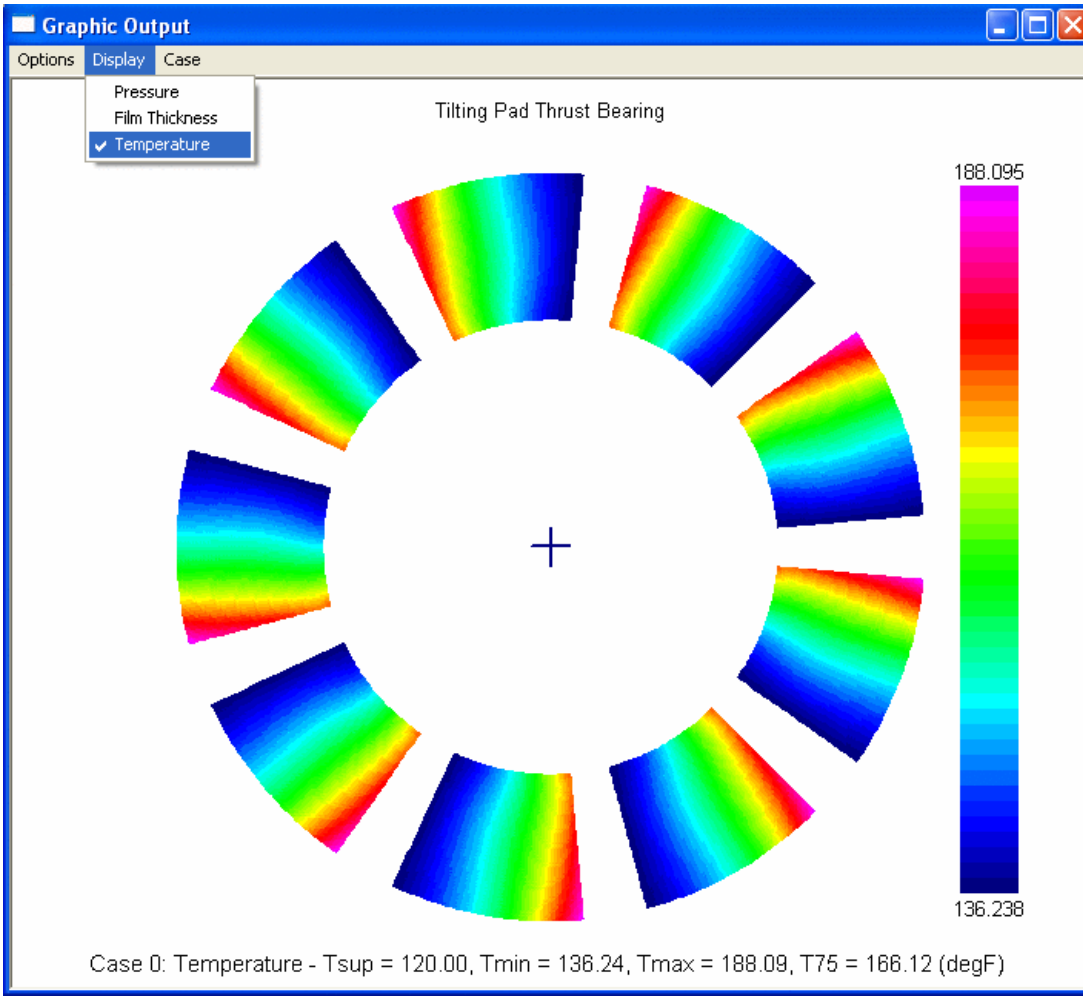 Graphic Output
Options Display Case
Pressure
Film Thickness
Temperature
Tilting Pad Thrust Bearing
188.095
136.238
Case 0: Temperature - Tsup = 120.00, Tmin = 136.24, Tmax = 188.09, T75 = 166.12 (degF)